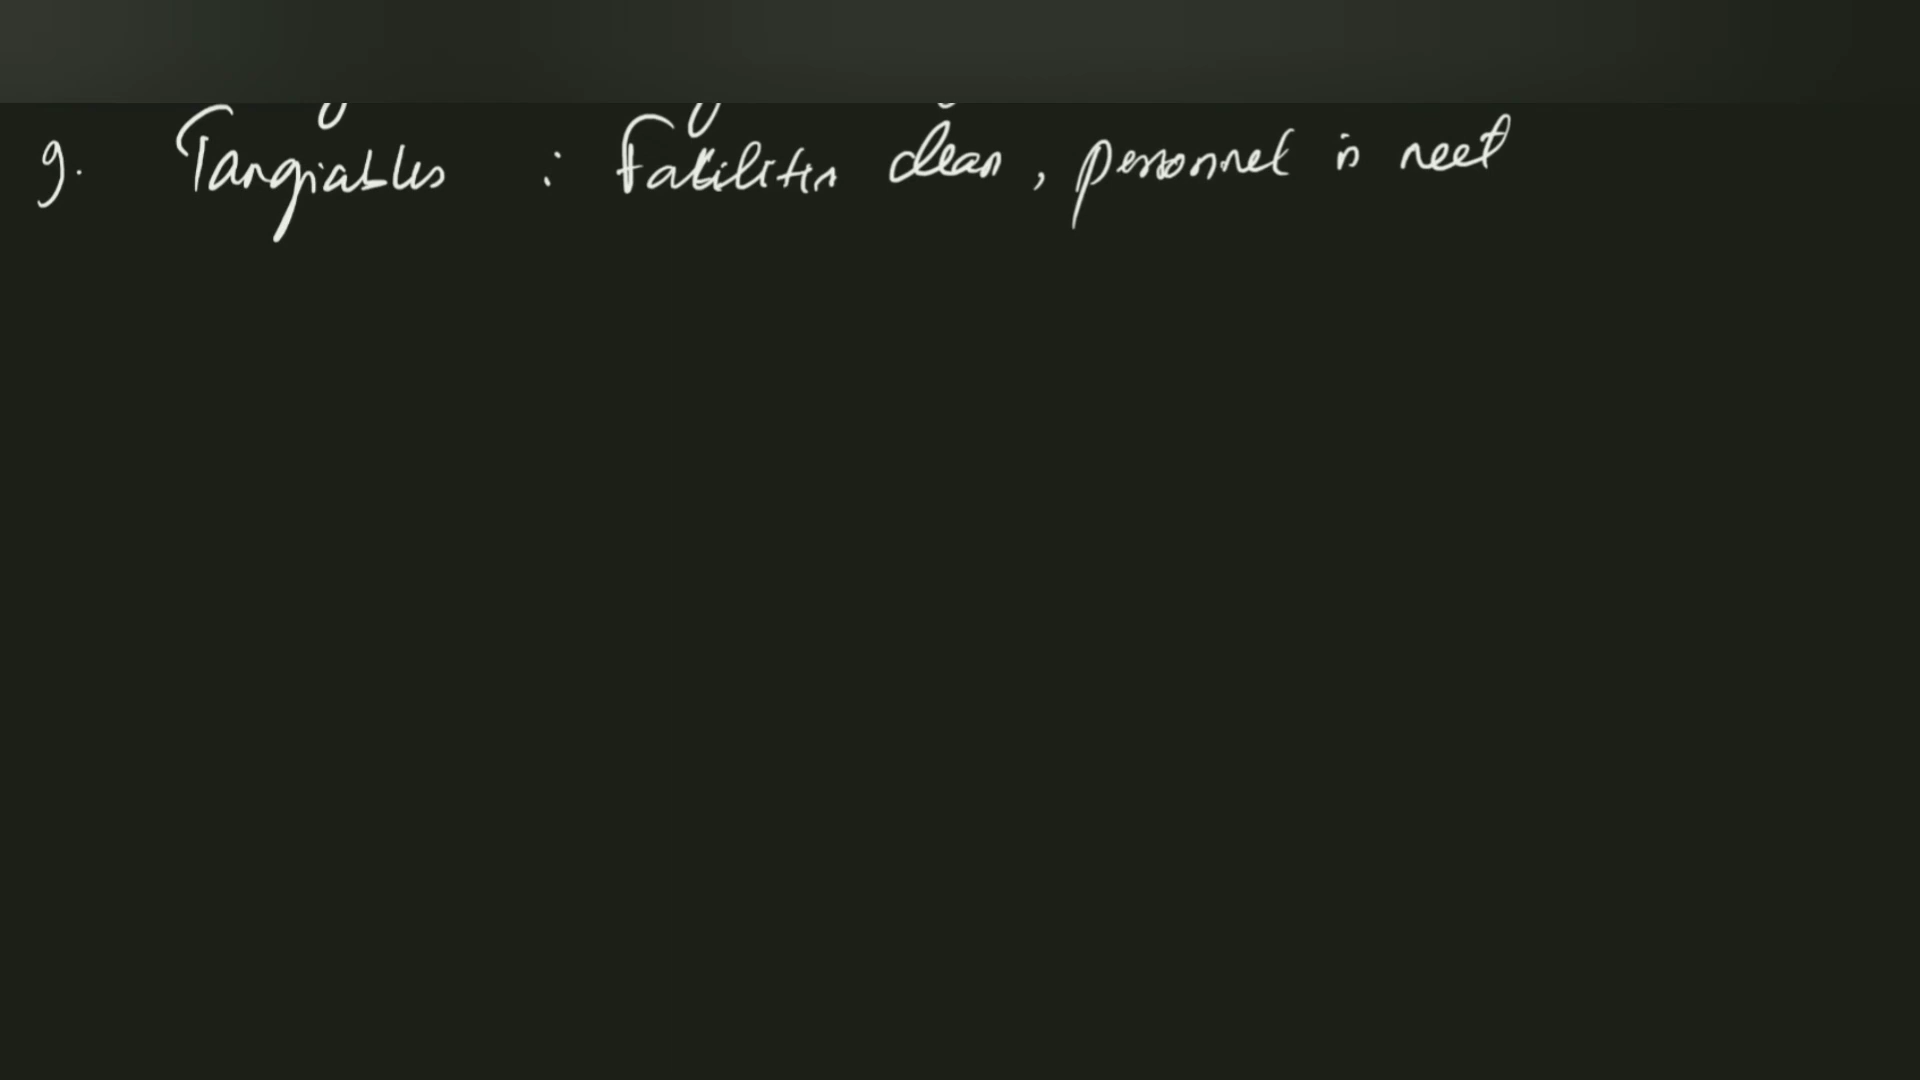 9. Tangiables : Facilities clean, personnel is neet